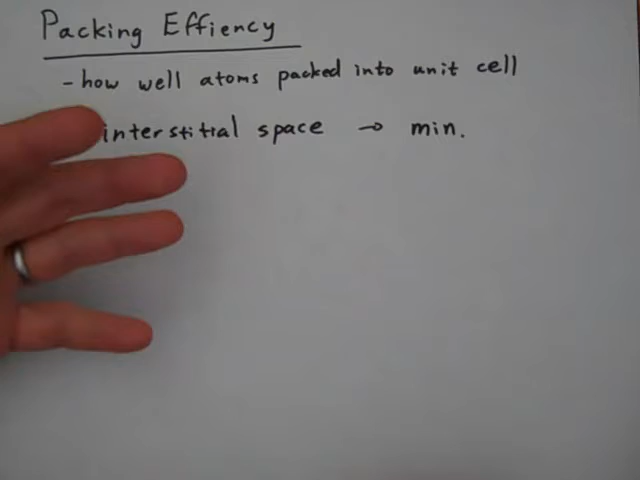 Packing Effiency
- how well atoms packed into unit cell
interstitial space → min.